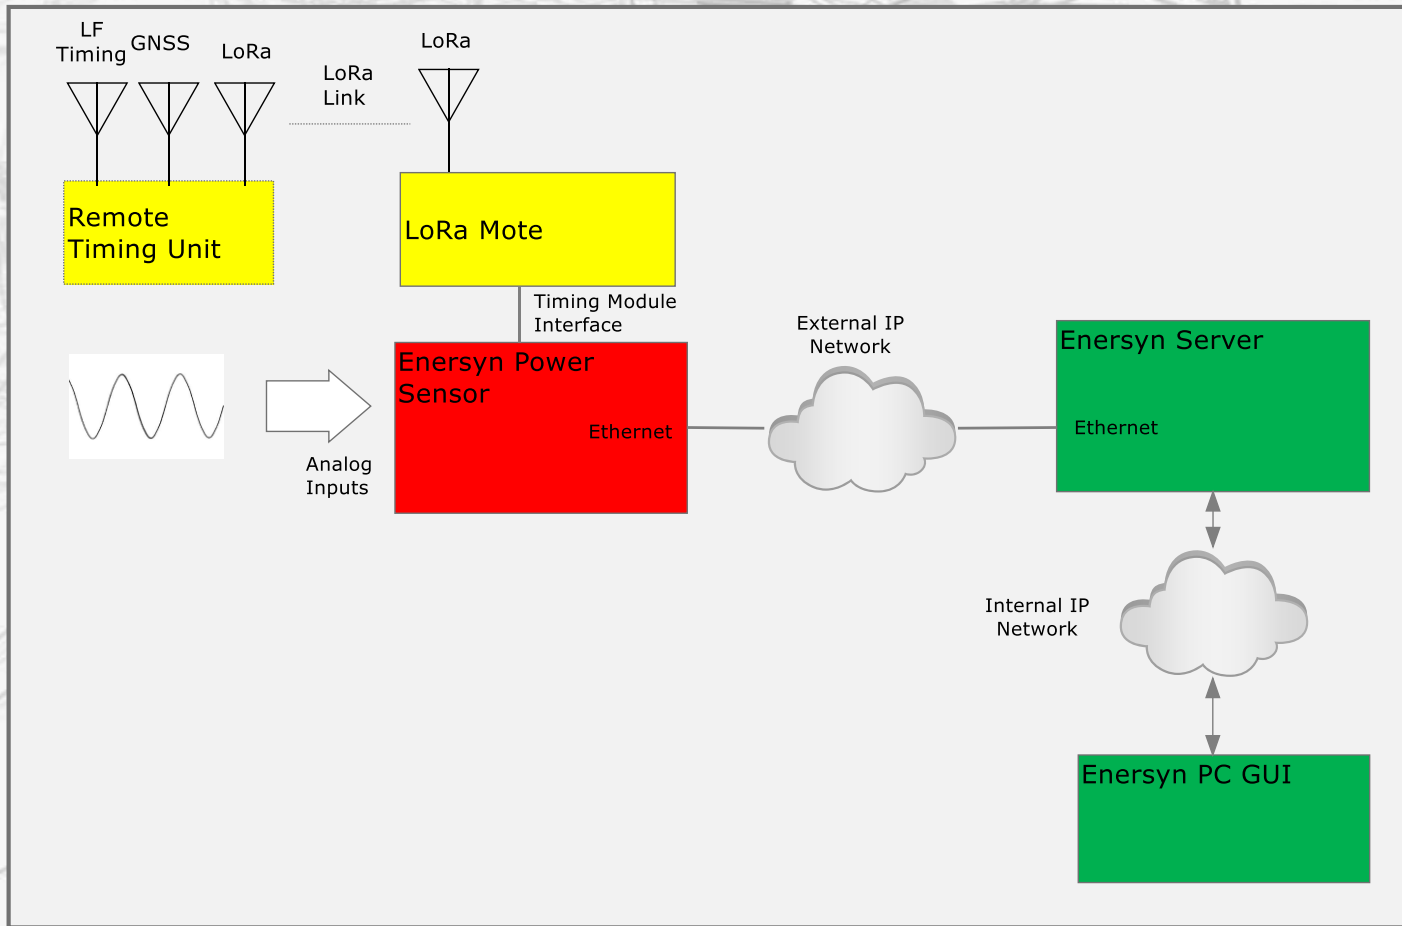 LF
Timing
GNSS
LoRa
LoRa
Link
LoRa
Remote
Timing Unit
LoRa Mote
Timing Module
Interface
Analog
Inputs
Enersyn Power
Sensor
Ethernet
External IP
Network
Enersyn Server
Ethernet
Internal IP
Network
Enersyn PC GUI